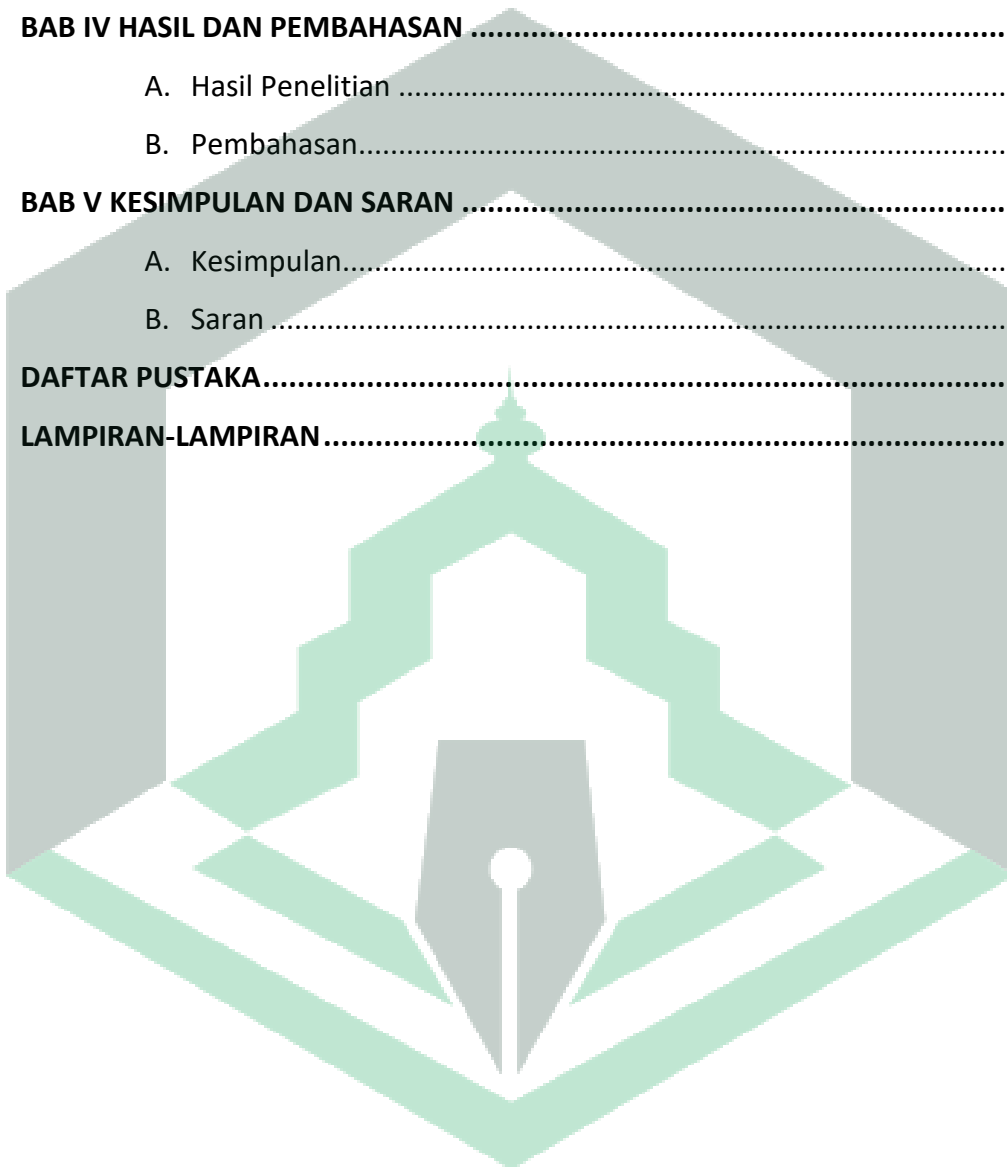 BAB IV HASIL DAN PEMBAHASAN ..................................................................
A. Hasil Penelitian ...........................................................................
B. Pembahasan................................................................................
BAB V KESIMPULAN DAN SARAN ...................................................................
A. Kesimpulan..................................................................................
B. Saran ...........................................................................................
DAFTAR PUSTAKA............................................................................................
LAMPIRAN-LAMPIRAN.....................................................................................